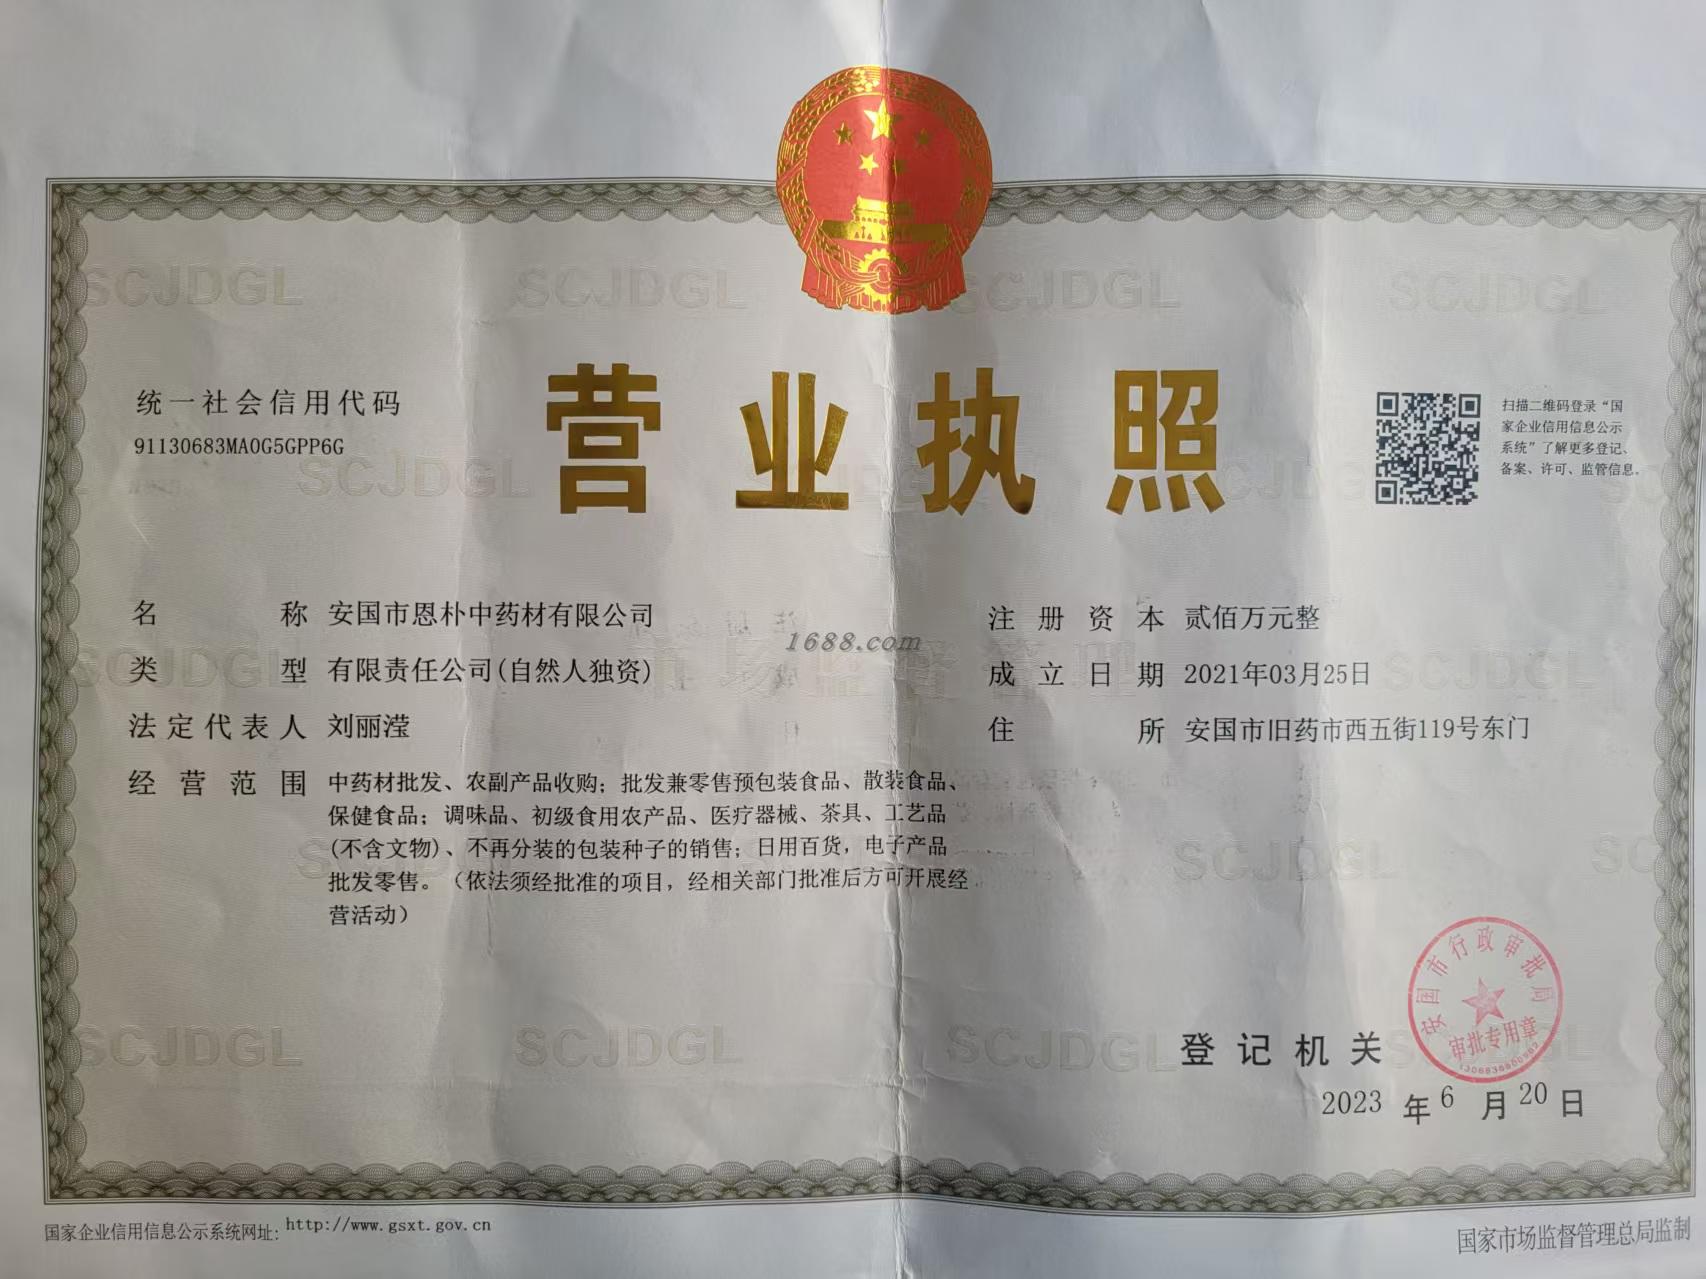 营业执照
统一社会信用代码
91130683MA0G5GPP6G
扫描二维码登录“国
家企业信用信息公示
系统”了解更多登记、
备案、许可、监管信息。
名称 安国市恩朴中药材有限公司
类型 有限责任公司(自然人独资)
法定代表人 刘丽滢
经营范围 中药材批发、农副产品收购；批发兼零售预包装食品、散装食品、
保健食品；调味品、初级食用农产品、医疗器械、茶具、工艺品
(不含文物)、不再分装的包装种子的销售；日用百货，电子产品
批发零售。（依法须经批准的项目，经相关部门批准后方可开展经
营活动）
注册资本 贰佰万元整
成立日期 2021年03月25日
住所 安国市旧药市西五街119号东门
1688.com
登记机关
安国市行政审批局
审批专用章
2023年6月20日
国家企业信用信息公示系统网址：http://www.gsxt.gov.cn
国家市场监督管理总局监制
SCJDGL
市场监督管理